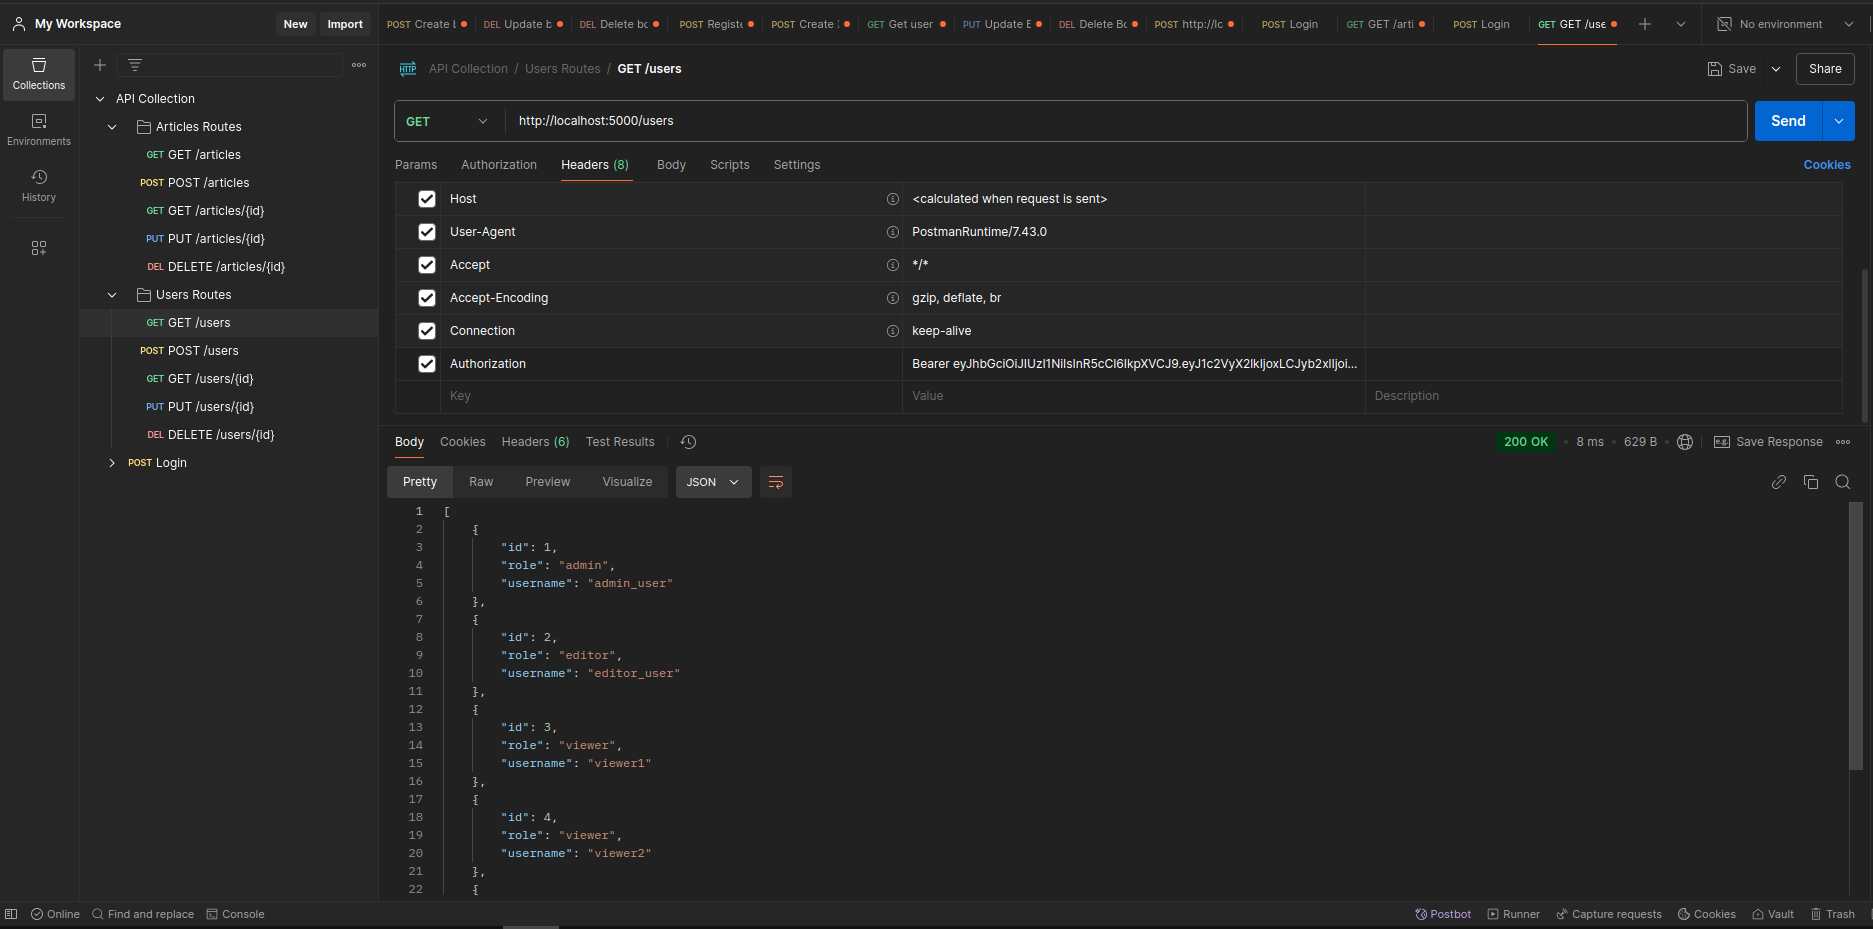 My Workspace
New
Import
POST Create l
DEL Update b
DEL Delete bc
POST Registe
POST Create
GET Get user
PUT Update E
DEL Delete Bc
POST http://lc
POST Login
GET GET /arti
POST Login
GET GET /use
No environment
Collections
Environments
History
API Collection
Articles Routes
GET GET /articles
POST POST /articles
GET GET /articles/{id}
PUT PUT /articles/{id}
DEL DELETE /articles/{id}
Users Routes
GET GET /users
POST POST /users
GET GET /users/{id}
PUT PUT /users/{id}
DEL DELETE /users/{id}
POST Login
HTTP API Collection / Users Routes / GET /users
Save
Share
GET http://localhost:5000/users
Send
Params Authorization Headers (8) Body Scripts Settings
Cookies
Host <calculated when request is sent>
User-Agent PostmanRuntime/7.43.0
Accept */*
Accept-Encoding gzip, deflate, br
Connection keep-alive
Authorization Bearer
Key Value Description
Body Cookies Headers (6) Test Results
200 OK • 8 ms • 629 B •
e.g. Save Response
Pretty Raw Preview Visualize JSON
1 [
2 {
3 "id": 1,
4 "role": "admin",
5 "username": "admin_user"
6 },
7 {
8 "id": 2,
9 "role": "editor",
10 "username": "editor_user"
11 },
12 {
13 "id": 3,
14 "role": "viewer",
15 "username": "viewer1"
16 },
17 {
18 "id": 4,
19 "role": "viewer",
20 "username": "viewer2"
21 },
22 {
Online Find and replace Console
Postbot Runner Capture requests Cookies Vault Trash